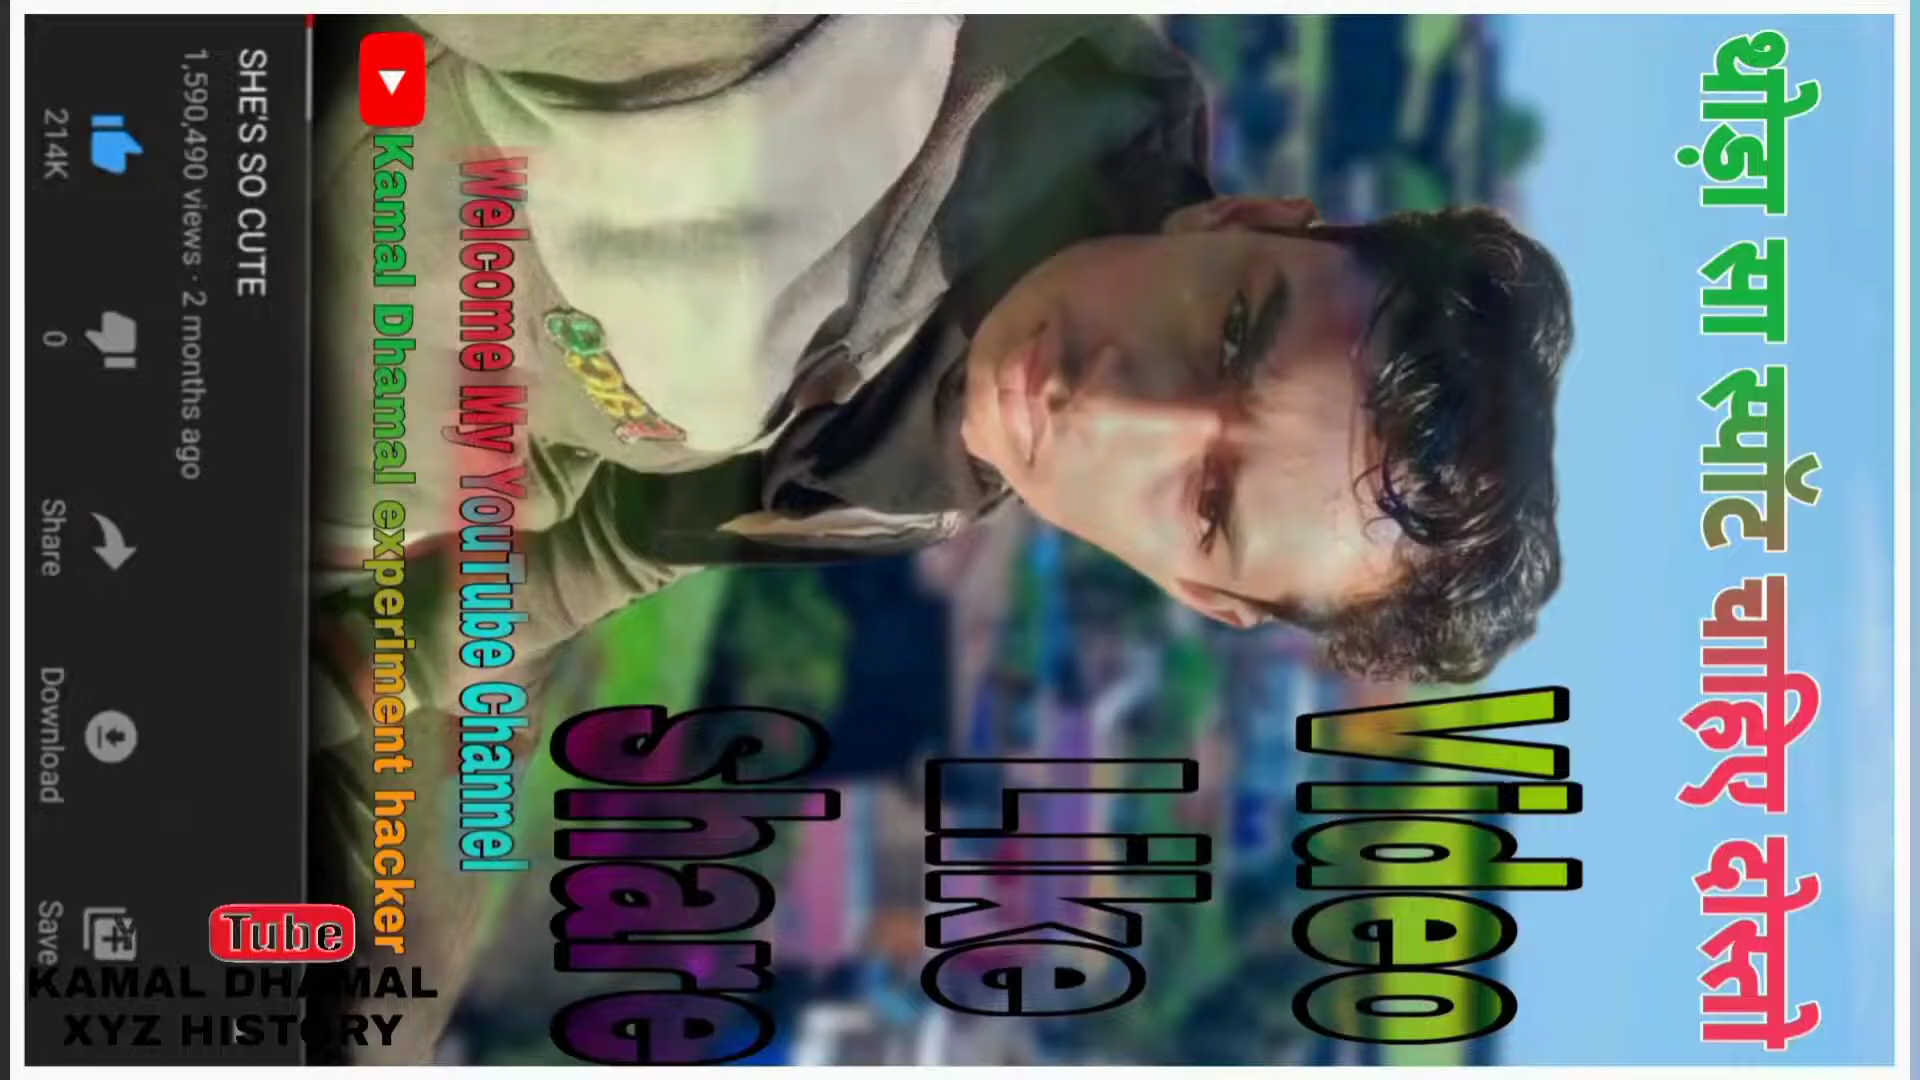 थोड़ा सा स्पॉट चाहिए दोस्तो
Video
Like
Share
Welcome My YouTube Channel
Kamal Dhamal experiment hacker
SHE'S SO CUTE
1,590,490 views · 2 months ago
214K
0
Share
Download
Save
Tube
KAMAL DHAMAL
XYZ HISTORY